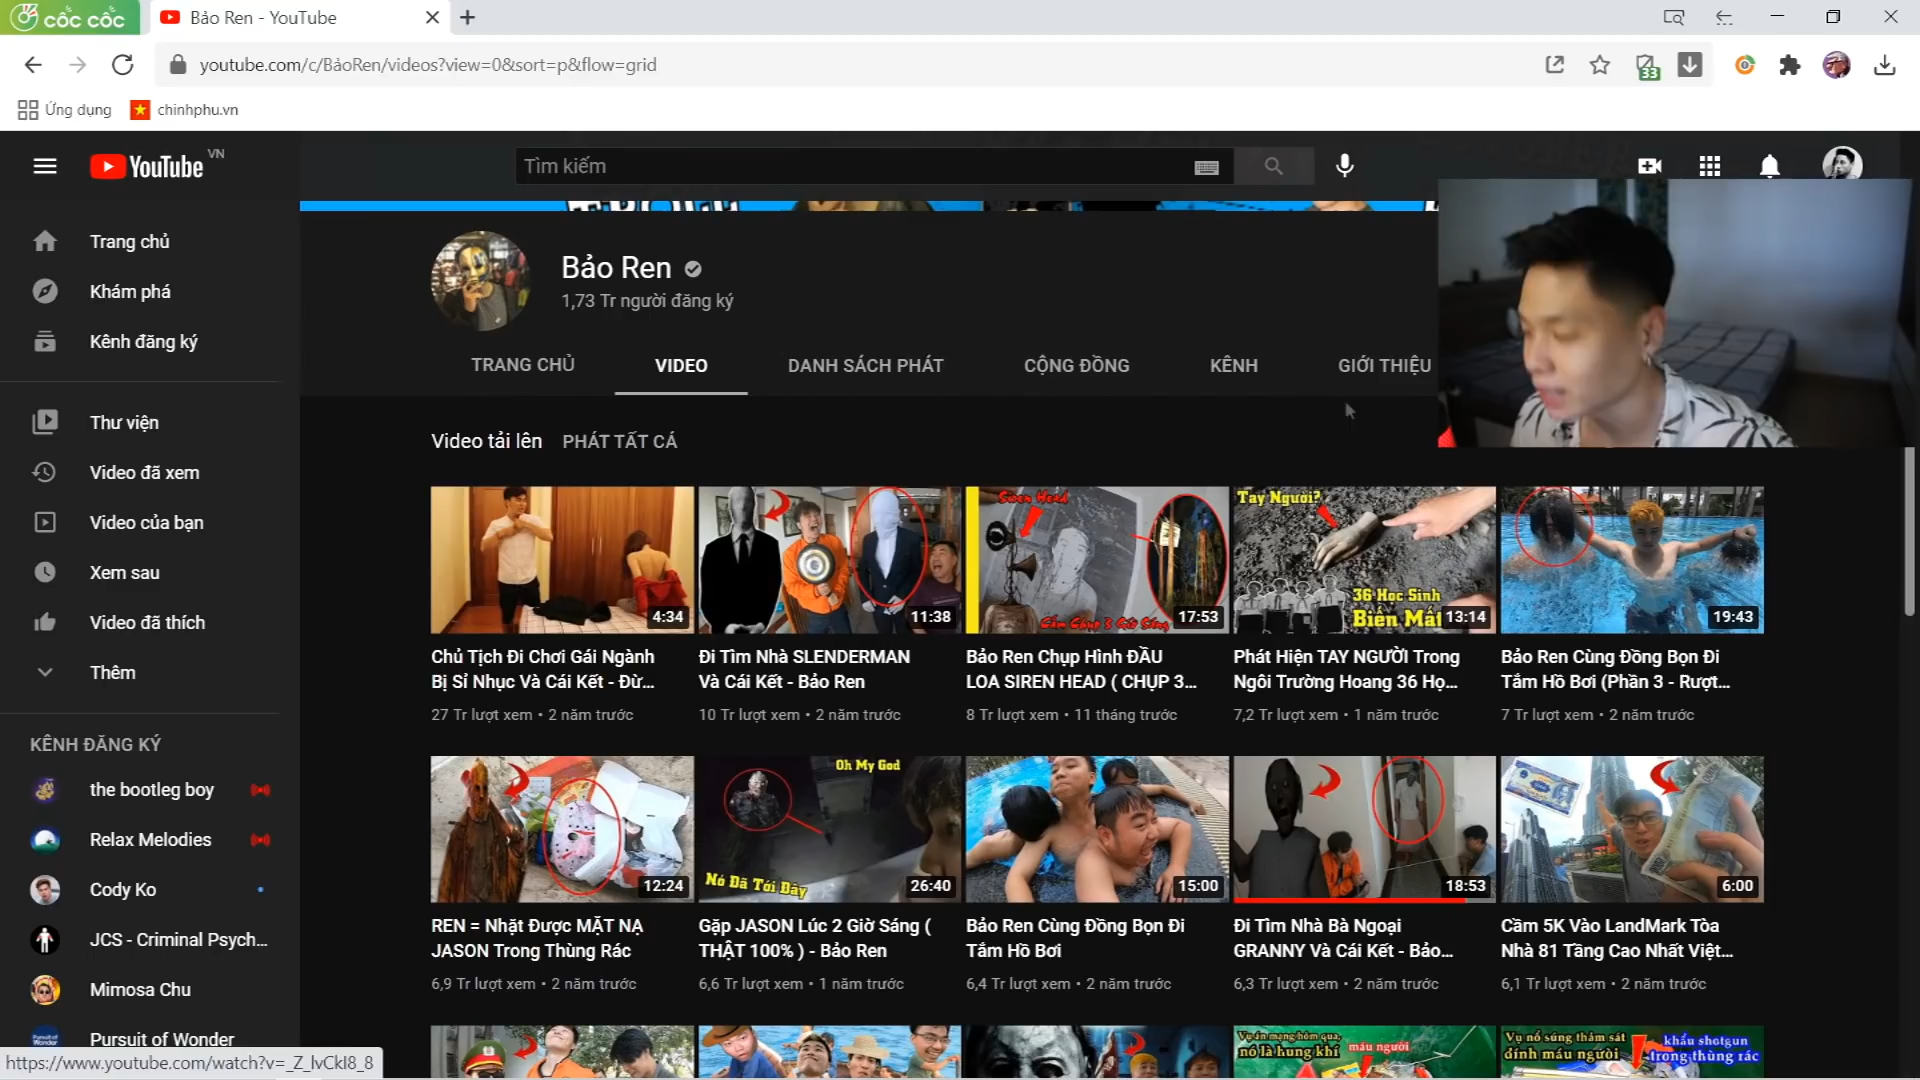 cốc cốc
Bảo Ren - YouTube
youtube.com/c/BảoRen/videos?view=0&sort=p&flow=grid
33
Ứng dụng
chinhphu.vn
YouTube VN
Tìm kiếm
Trang chủ
Khám phá
Kênh đăng ký
Thư viện
Video đã xem
Video của bạn
Xem sau
Video đã thích
Thêm
KÊNH ĐĂNG KÝ
the bootleg boy
Relax Melodies
Cody Ko
JCS - Criminal Psych...
Mimosa Chu
Pursuit of Wonder
https://www.youtube.com/watch?v=_Z_lvCkI8_8
Bảo Ren
1,73 Tr người đăng ký
TRANG CHỦ
VIDEO
DANH SÁCH PHÁT
CỘNG ĐỒNG
KÊNH
GIỚI THIỆU
Video tải lên
PHÁT TẤT CẢ
4:34
Chủ Tịch Đi Chơi Gái Ngành
Bị Sỉ Nhục Và Cái Kết - Đừ...
27 Tr lượt xem • 2 năm trước
11:38
Đi Tìm Nhà SLENDERMAN
Và Cái Kết - Bảo Ren
10 Tr lượt xem • 2 năm trước
Siren Head
Cấm Chụp 3 Giờ Sáng
17:53
Bảo Ren Chụp Hình ĐẦU
LOA SIREN HEAD ( CHỤP 3...
8 Tr lượt xem • 11 tháng trước
Tay Người?
36 Học Sinh
Biến Mất
13:14
Phát Hiện TAY NGƯỜI Trong
Ngôi Trường Hoang 36 Họ...
7,2 Tr lượt xem • 1 năm trước
19:43
Bảo Ren Cùng Đồng Bọn Đi
Tắm Hồ Bơi (Phần 3 - Rượt...
7 Tr lượt xem • 2 năm trước
12:24
REN = Nhặt Được MẶT NẠ
JASON Trong Thùng Rác
6,9 Tr lượt xem • 2 năm trước
Oh My God
Nó Đã Tới Đây
26:40
Gặp JASON Lúc 2 Giờ Sáng (
THẬT 100% ) - Bảo Ren
6,6 Tr lượt xem • 1 năm trước
15:00
Bảo Ren Cùng Đồng Bọn Đi
Tắm Hồ Bơi
6,4 Tr lượt xem • 2 năm trước
18:53
Đi Tìm Nhà Bà Ngoại
GRANNY Và Cái Kết - Bảo...
6,3 Tr lượt xem • 2 năm trước
6:00
Cầm 5K Vào LandMark Tòa
Nhà 81 Tầng Cao Nhất Việt...
6,1 Tr lượt xem • 2 năm trước
Vụ án mạng hôm qua,
nó là hung khí
máu người
Vụ nổ súng thảm sát
dính máu người
khẩu shotgun
trong thùng rác